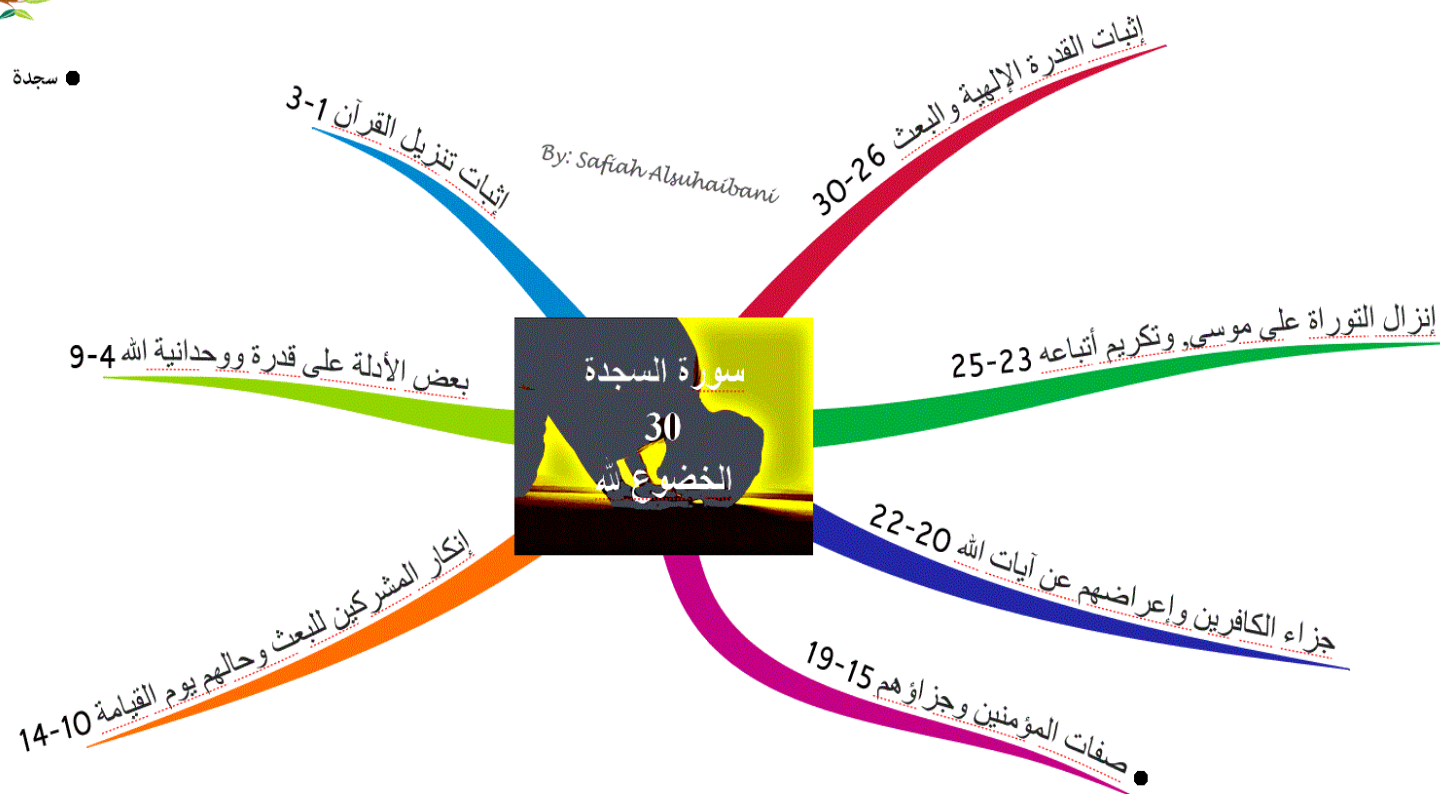 سجدة
By: Safiah Alsuhaibani
سورة السجدة
30
الخضوع لله
إثبات تنزيل القرآن 1-3
بعض الأدلة على قدرة ووحدانية الله 4-9
إنكار المشركين للبعث وحالهم يوم القيامة 10-14
صفات المؤمنين وجزاؤهم 15-19
جزاء الكافرين وإعراضهم عن آيات الله 20-22
إنزال التوراة على موسى, وتكريم أتباعه 23-25
إثبات القدرة الإلهية والبعث 26-30